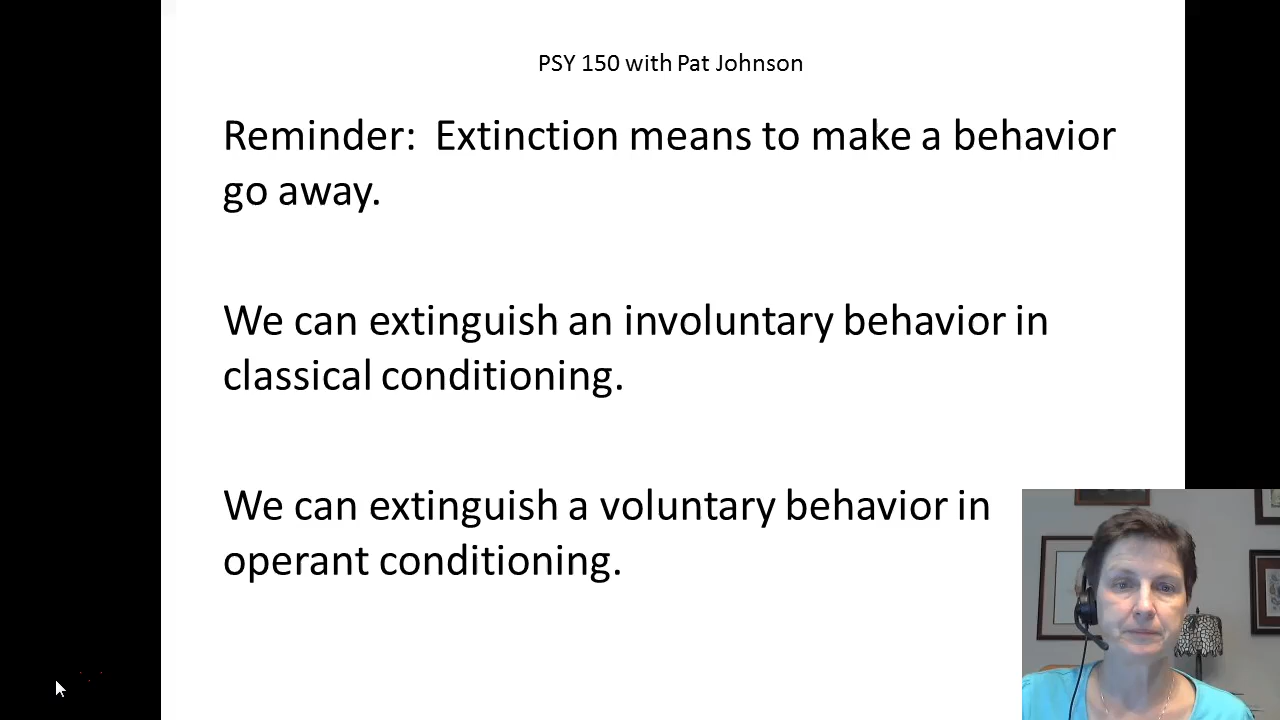 PSY 150 with Pat Johnson
Reminder:  Extinction means to make a behavior
go away.
We can extinguish an involuntary behavior in
classical conditioning.
We can extinguish a voluntary behavior in
operant conditioning.